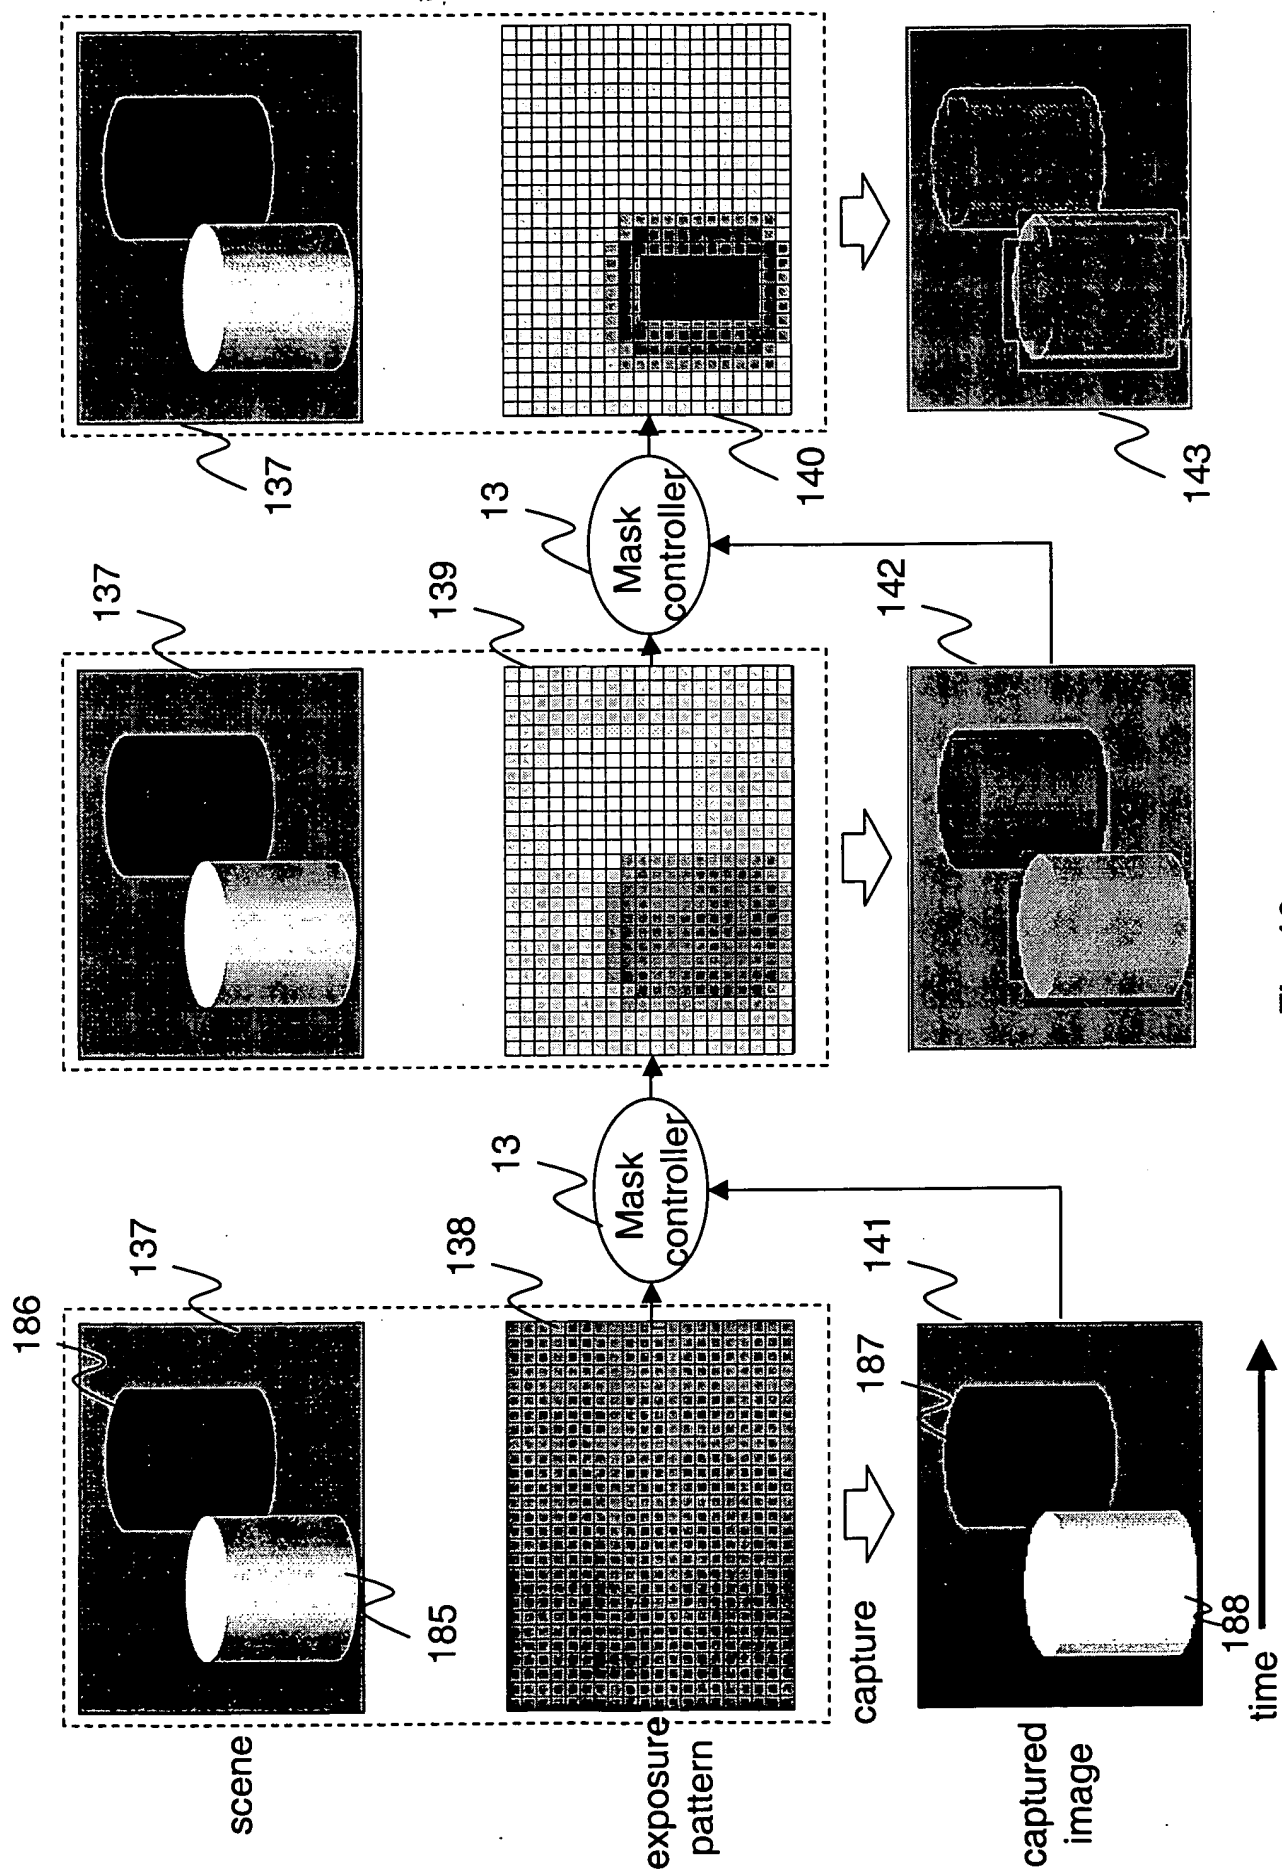 scene
186
137
137
137
185
exposure
pattern
138
13
Mask
controller
139
13
Mask
controller
140
capture
captured
image
187
188
141
142
143
time